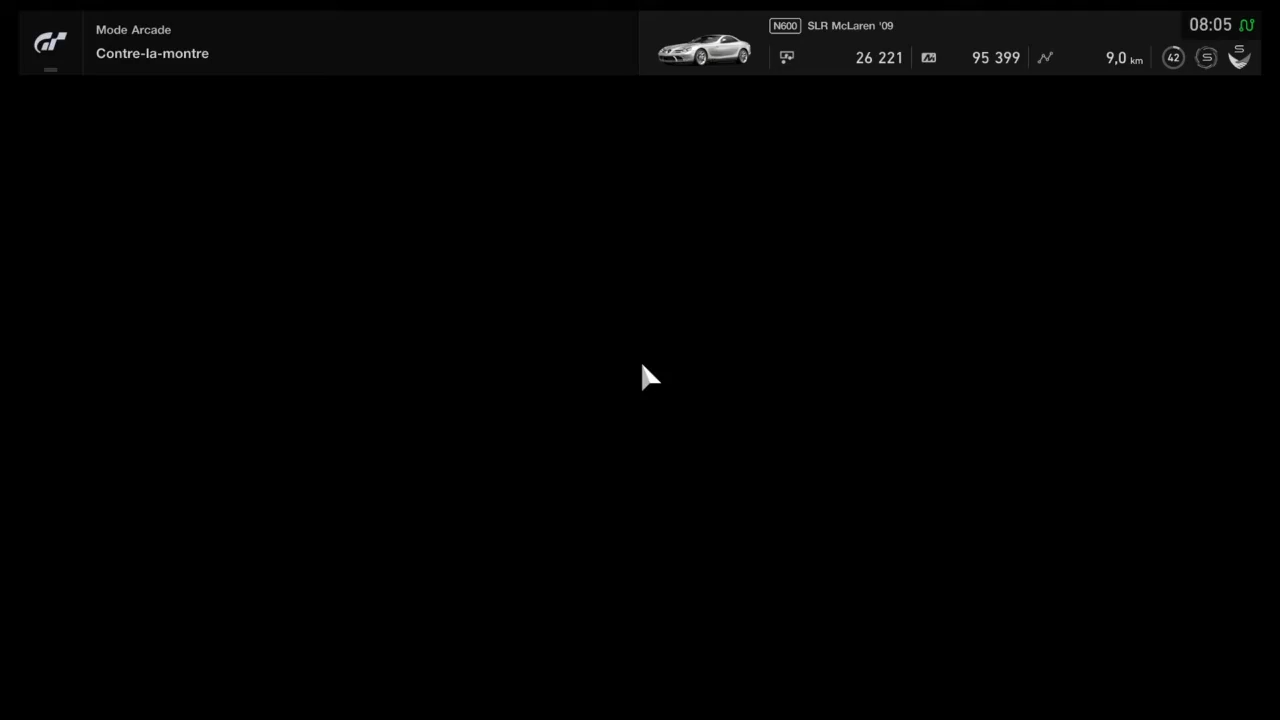 Mode Arcade
Contre-la-montre
N600 SLR McLaren '09
26 221
95 399
9,0 km
42
S
S
08:05